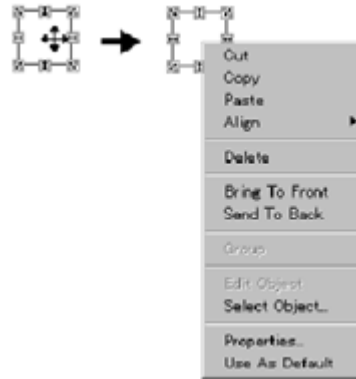 Cut
Copy
Paste
Align
Delete
Bring To Front
Send To Back
Group
Edit Object
Select Object...
Properties...
Use As Default